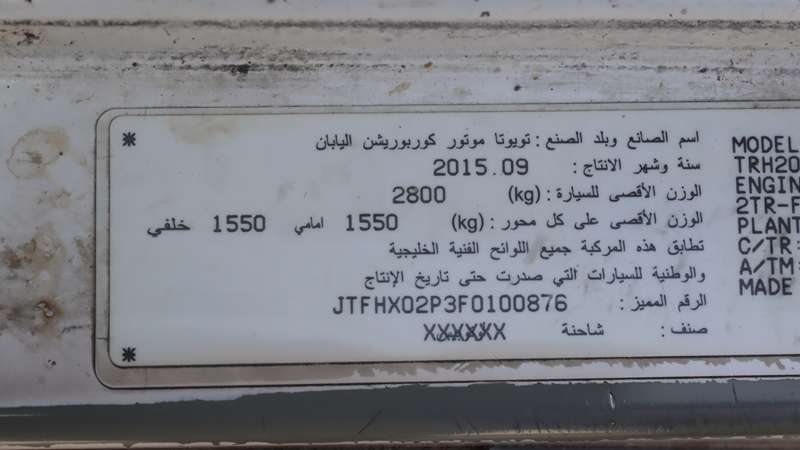 اسم الصانع وبلد الصنع : تويوتا موتور كوربوريشن اليابان
سنة وشهر الانتاج : 2015.09
الوزن الأقصى للسيارة : (kg) 2800
الوزن الأقصى على كل محور : (kg) 1550 امامي 1550 خلفي
تطابق هذه المركبة جميع اللوائح الفنية الخليجية
والوطنية للسيارات التي صدرت حتى تاريخ الإنتاج
الرقم المميز : JTFHX02P3F0100876
صنف : شاحنة
MODEL
TRH20
ENGIN
2TR-F
PLANT
C/TR:
A/TM:
MADE